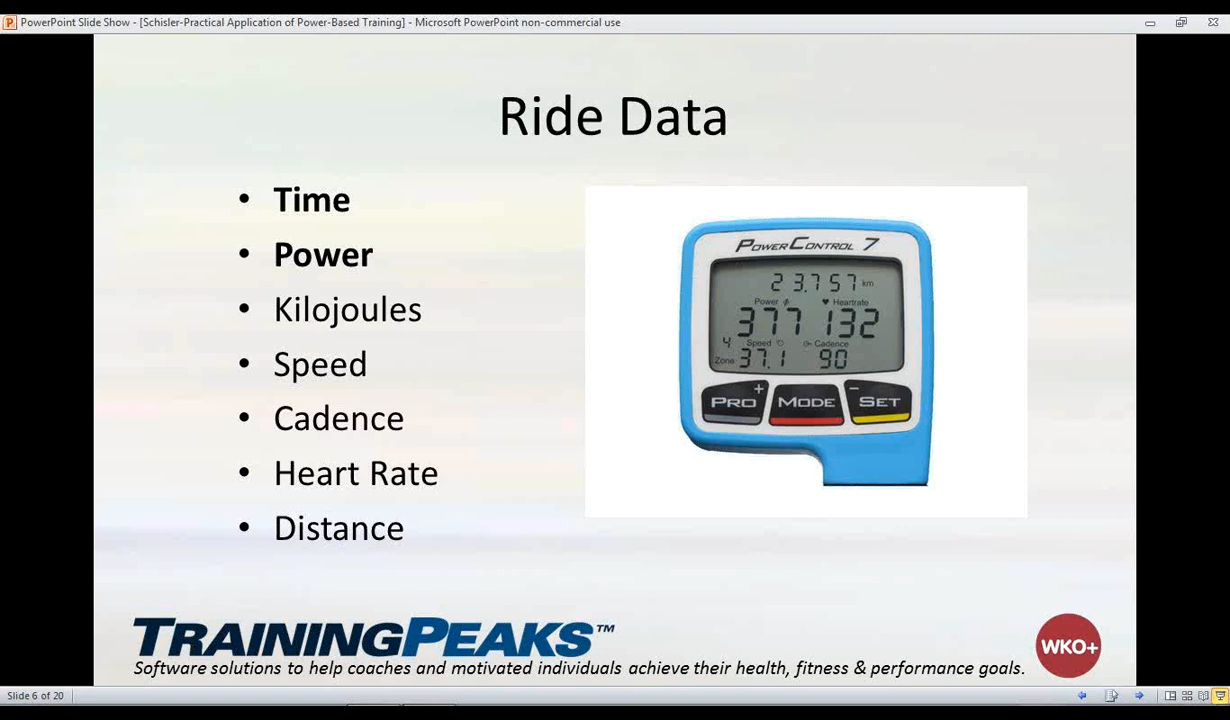 PowerPoint Slide Show - [Schisler-Practical Application of Power-Based Training] - Microsoft PowerPoint non-commercial use
Ride Data
• Time
• Power
• Kilojoules
• Speed
• Cadence
• Heart Rate
• Distance
POWERCONTROL 7
23.757 km
Power ϕ ♥ Heartrate
377 132
Speed Cadence
4 Zone 37.1 90
PRO + MODE − SET
TRAININGPEAKS™
Software solutions to help coaches and motivated individuals achieve their health, fitness & performance goals.
WKO+
Slide 6 of 20